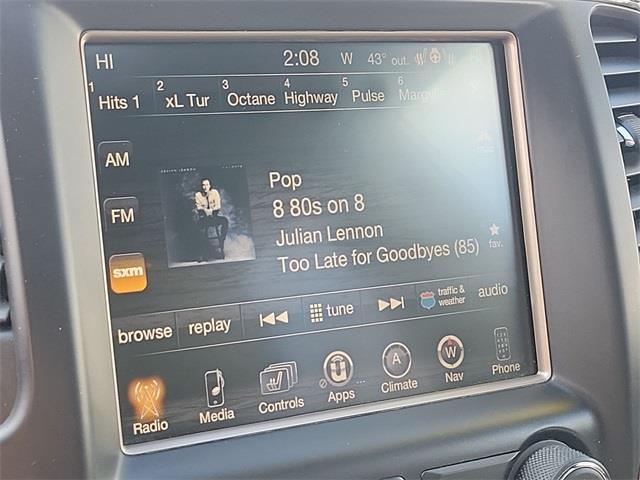 HI 2:08 W 43° out.
1 Hits 1 2 xL Tur 3 Octane 4 Highway 5 Pulse 6
AM
FM
sxm
JULIAN LENNON
Pop
8 80s on 8
Julian Lennon
Too Late for Goodbyes (85)
fav.
browse replay tune traffic & weather audio
Radio Media Controls Apps Climate Nav Phone
A
W